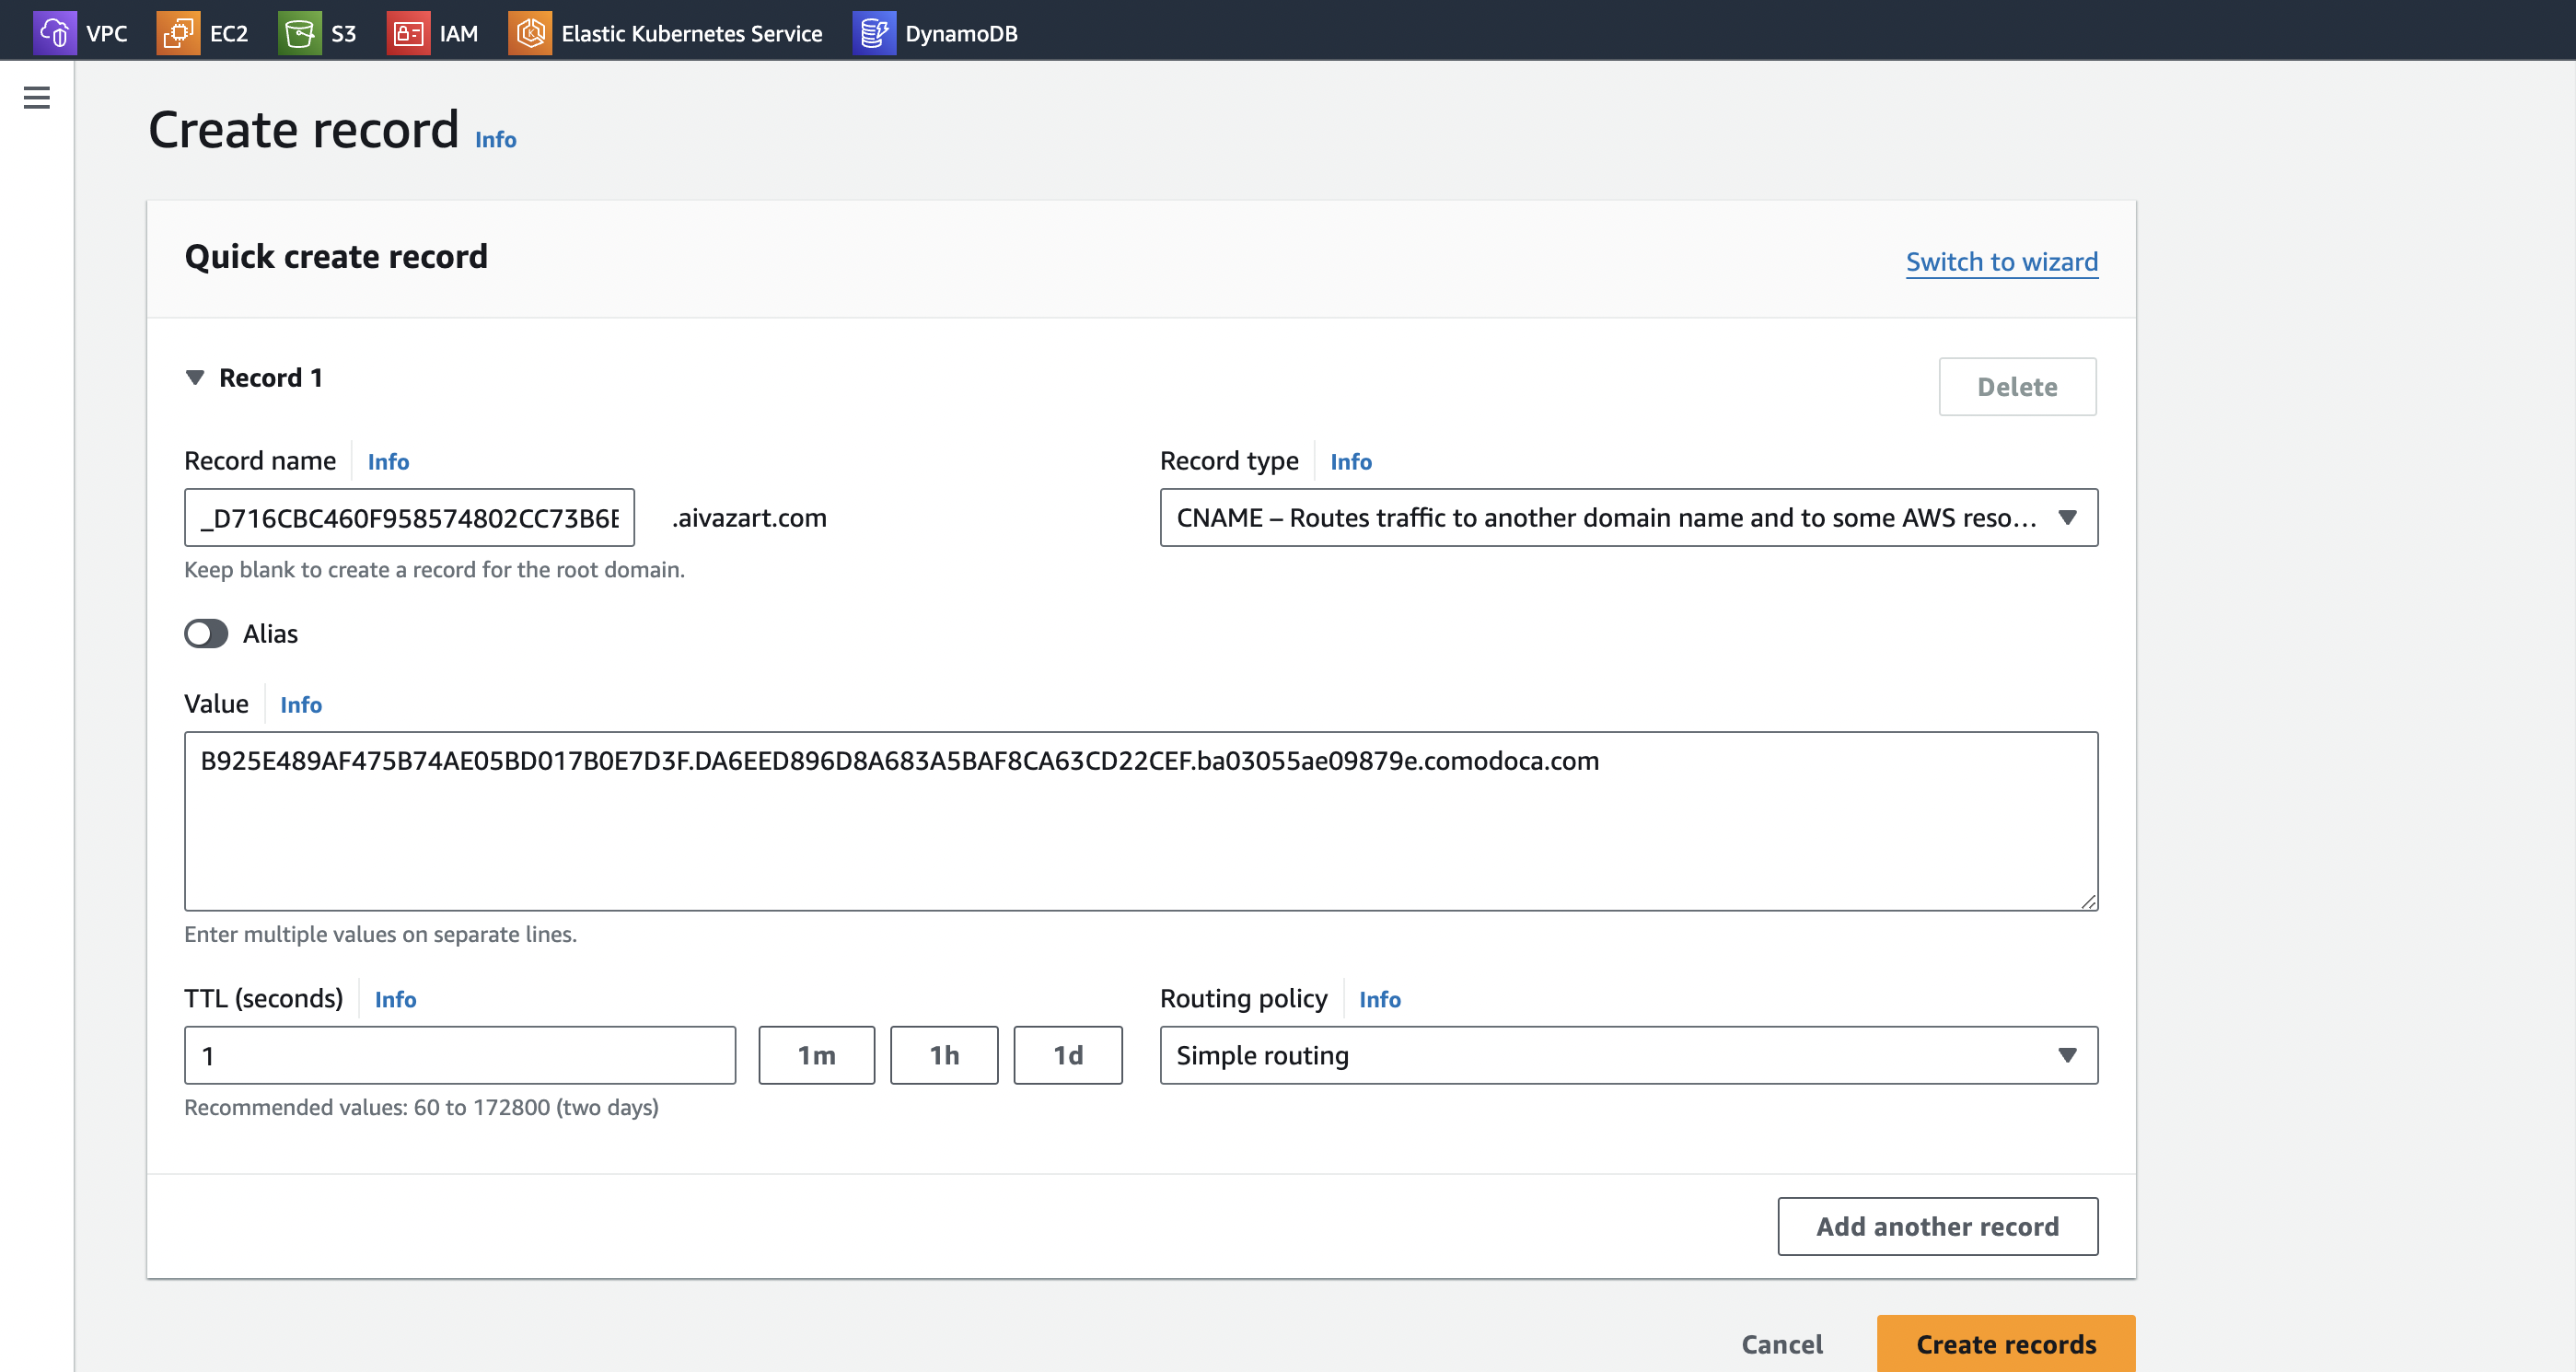 VPC EC2 S3 IAM Elastic Kubernetes Service DynamoDB
Create record Info
Quick create record Switch to wizard
Record 1 Delete
Record name Info Record type Info
_D716CBC460F958574802CC73B6E .aivazart.com CNAME – Routes traffic to another domain name and to some AWS reso...
Keep blank to create a record for the root domain.
Alias
Value Info
B925E489AF475B74AE05BD017B0E7D3F.DA6EED896D8A683A5BAF8CA63CD22CEF.ba03055ae09879e.comodoca.com
Enter multiple values on separate lines.
TTL (seconds) Info Routing policy Info
1 1m 1h 1d Simple routing
Recommended values: 60 to 172800 (two days)
Add another record
Cancel Create records